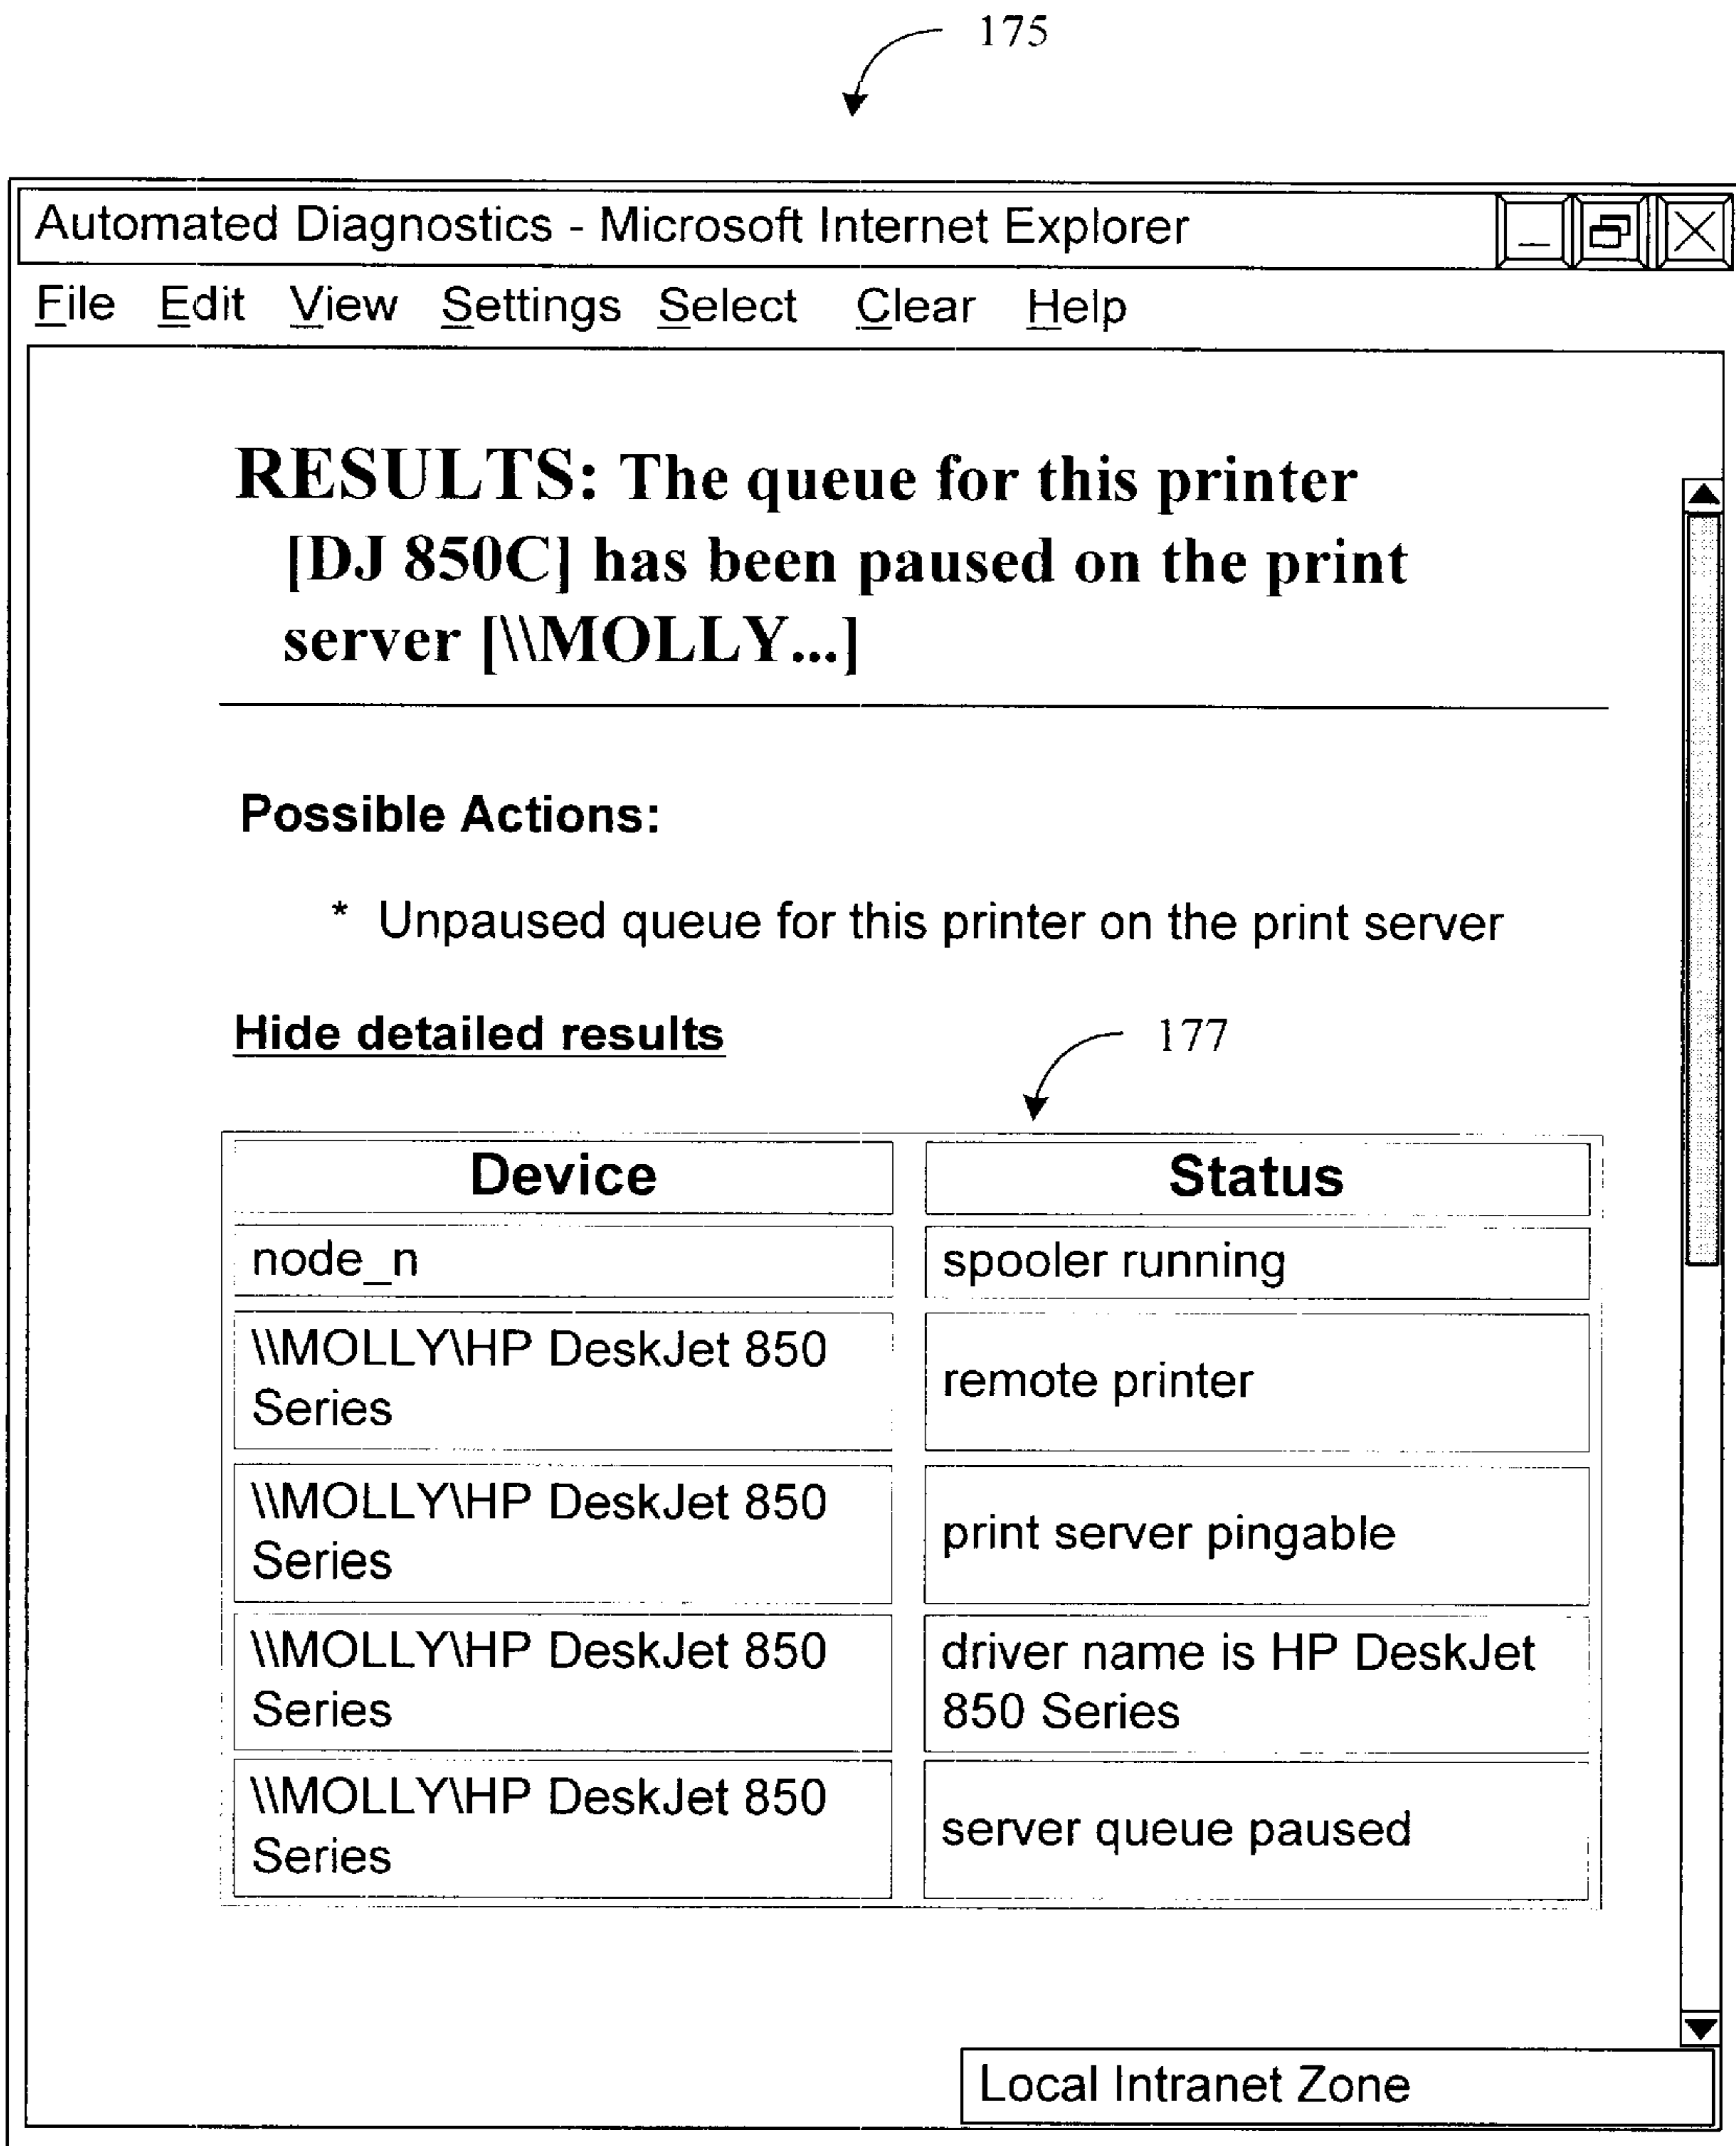 175
Automated Diagnostics - Microsoft Internet Explorer
File Edit View Settings Select Clear Help
RESULTS: The queue for this printer
[DJ 850C] has been paused on the print
server [\\MOLLY...]
Possible Actions:
* Unpaused queue for this printer on the print server
Hide detailed results
177
Device Status
node_n spooler running
\\MOLLY\HP DeskJet 850
Series
remote printer
\\MOLLY\HP DeskJet 850
Series
print server pingable
\\MOLLY\HP DeskJet 850
Series
driver name is HP DeskJet
850 Series
\\MOLLY\HP DeskJet 850
Series
server queue paused
Local Intranet Zone